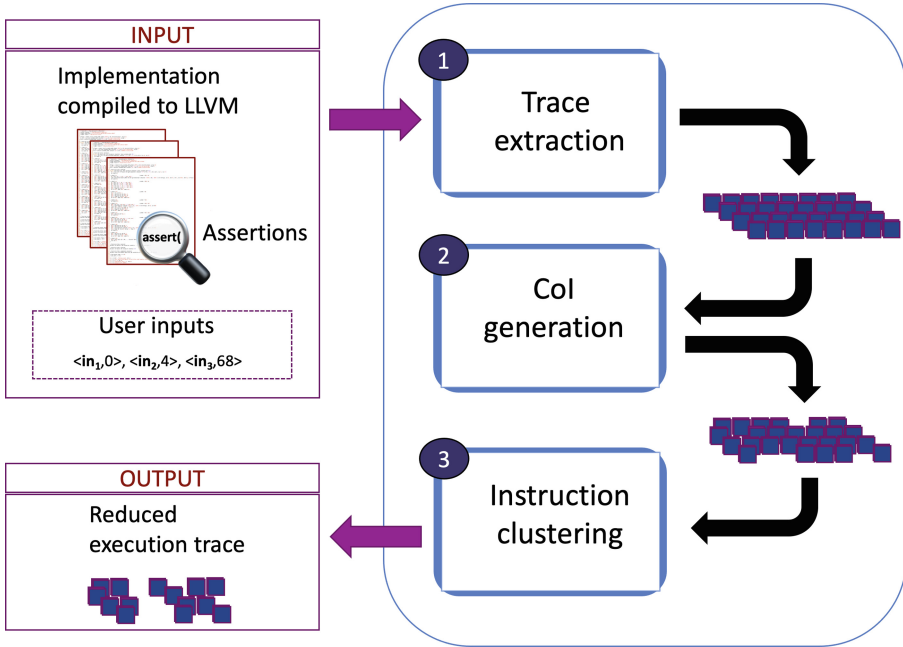 INPUT
Implementation
compiled to LLVM
assert(
Assertions
User inputs
<in1,0>, <in2,4>, <in3,68>
OUTPUT
Reduced
execution trace
1
Trace
extraction
2
CoI
generation
3
Instruction
clustering